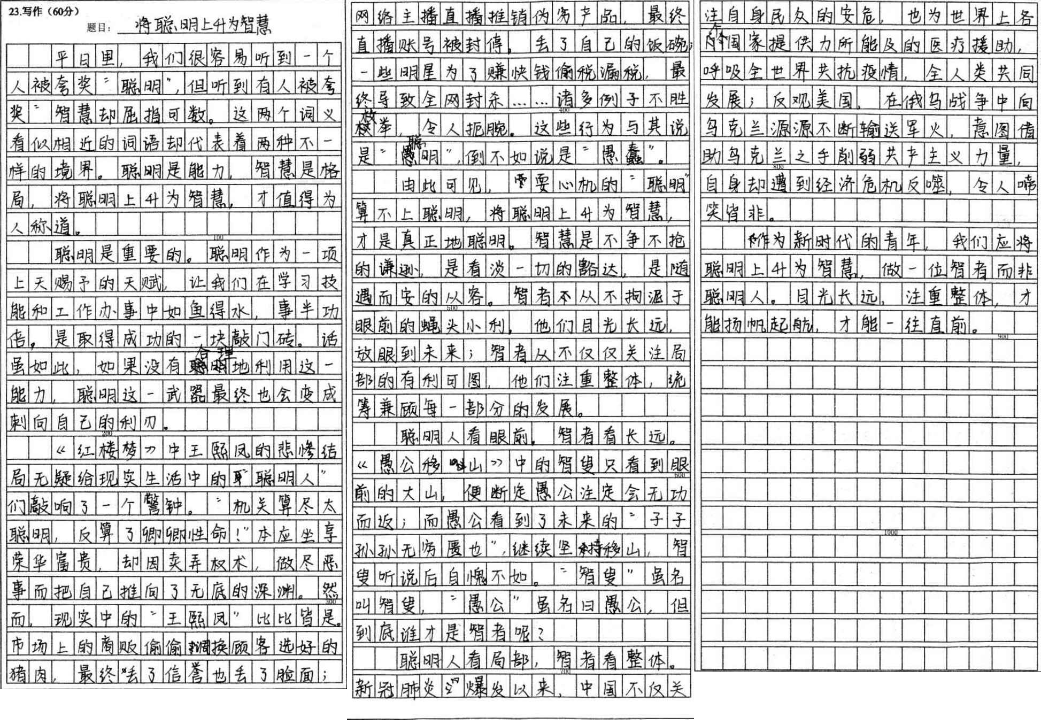 23.写作（60分）
题目：将聪明上升为智慧
平日里，我们很容易听到一个
人被夸奖“聪明”，但听到有人被夸
奖“智慧却屈指可数。这两个词义
看似相近的词语却代表着两种不一
样的境界。聪明是能力，智慧是格
局，将聪明上升为智慧，才值得为
人称道。
100
聪明是重要的。聪明作为一项
上天赐予的天赋，让我们在学习技
能和工作办事中如鱼得水，事半功
倍。是取得成功的一块敲门砖。话
虽如此，如果没有合理地利用这一
能力，聪明这一武器最终也会变成
刺向自己的利刃。
200
《红楼梦》中王熙凤的悲惨结
局无疑给现实生活中的“聪明人”
们敲响了一个警钟。“机关算尽太
聪明，反算了卿卿性命！”本应坐享
荣华富贵，却因卖弄权术，做尽恶
事而把自己推向了无底的深渊。然
300
而，现实中的“王熙凤”比比皆是。
市场上的商贩偷偷调换顾客选好的
猪肉，最终丢了信誉也丢了脸面；
网络主播直播推销伪劣产品，最终
直播账号被封停。丢了自己的饭碗；
一些明星为了赚快钱偷税漏税，最
终导致全网封杀……诸多例子不胜
400
枚举，令人扼腕。这些行为与其说
是“聪明”，倒不如说是“愚蠢”。
由此可见，耍心机的“聪明”
算不上聪明，将聪明上升为智慧，
才是真正地聪明。智慧是不争不抢
的谦逊，是看淡一切的豁达，是随
遇而安的从容。智者从不拘泥于
500
眼前的蝇头小利。他们目光长远，
放眼到未来；智者从不仅仅关注局
部的有利可图，他们注重整体，统
筹兼顾每一部分的发展。
聪明人看眼前。智者看长远。
《愚公移山》中的智叟只看到眼
600
前的大山，便断定愚公注定会无功
而返；而愚公看到了未来的“子子
孙孙无穷匮也”，继续坚持移山，智
叟听说后自愧不如。“智叟”虽名
叫智叟，“愚公”虽名曰愚公，但
到底谁才是智者呢？
700
聪明人看局部，智者看整体。
新冠肺炎爆发以来，中国不仅关
注自身民众的安危，也为世界上各
个国家提供力所能及的医疗援助，
呼吸全世界共抗疫情，全人类共同
发展；反观美国，在俄乌战争中向
乌克兰源源不断输送军火，意图借
助乌克兰之手削弱共产主义力量，
800
自身却遭到经济危机反噬，令人啼
笑皆非。
作为新时代的青年，我们应将
聪明上升为智慧，做一位智者而非
聪明人。目光长远，注重整体，才
能扬帆起航，才能一往直前。
900
1000